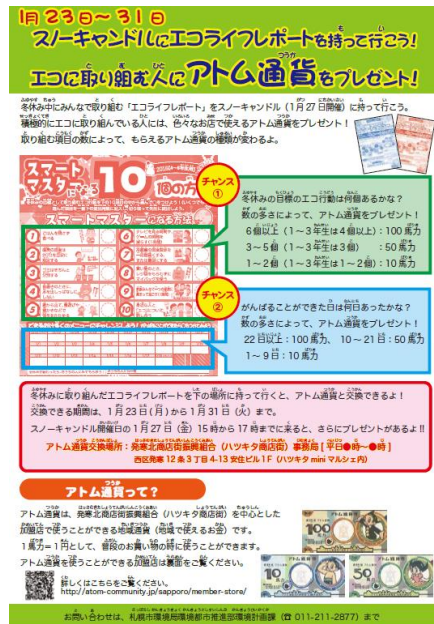 1月23日～31日
スノーキャンドルにエコライフレポートを持って行こう!
エコに取り組む人にアトム通貨をプレゼント!
冬休み中にみんなで取り組む「エコライフレポート」をスノーキャンドル(1月27日開催)に持って行こう。
積極的にエコに取り組んでいる人には、色々なお店で使えるアトム通貨をプレゼント!
取り組む項目の数によって、もらえるアトム通貨の種類が変わるよ。
スマート
マスターになる10個の方
スマートマスターになる方法
チャンス
①
冬休みの目標のエコ行動は何個あるかな?
数の多さによって、アトム通貨をプレゼント!
6個以上(1～3年生は4個以上):100馬力
3～5個(1～3年生は3個) :50馬力
1～2個(1～3年生は1～2個):10馬力
チャンス
②
がんばることができた日は何日あったかな?
数の多さによって、アトム通貨をプレゼント!
22日以上:100馬力、10～21日:50馬力
1～9日:10馬力
冬休みに取り組んだエコライフレポートを下の場所に持って行くと、アトム通貨と交換できるよ!
交換できる期間は、1月23日(月)から1月31日(火)まで。
スノーキャンドル開催日の1月27日(金)15時から17時までに来ると、さらにプレゼントがあるよ!!
アトム通貨交換場所:発寒北商店街振興組合(ハツキタ商店街)事務局[平日●時～●時]
西区発寒12条3丁目4-13安住ビル1F(ハツキタmini マルシェ内)
アトム通貨って?
アトム通貨は、発寒北商店街振興組合(ハツキタ商店街)を中心とした
加盟店で使うことができる地域通貨(地域で使えるお金)です。
1馬力=1円として、普段のお買い物の時に使うことができます。
アトム通貨を使うことができる加盟店は裏面をご覧ください。
詳しくはこちらをご覧ください。
http://atom-community.jp/sapporo/member-store/
アトム通貨
100
アトム通貨
10
アトム通貨
50
お問い合わせは、札幌市環境局環境都市推進部環境計画課(☎ 011-211-2877)まで